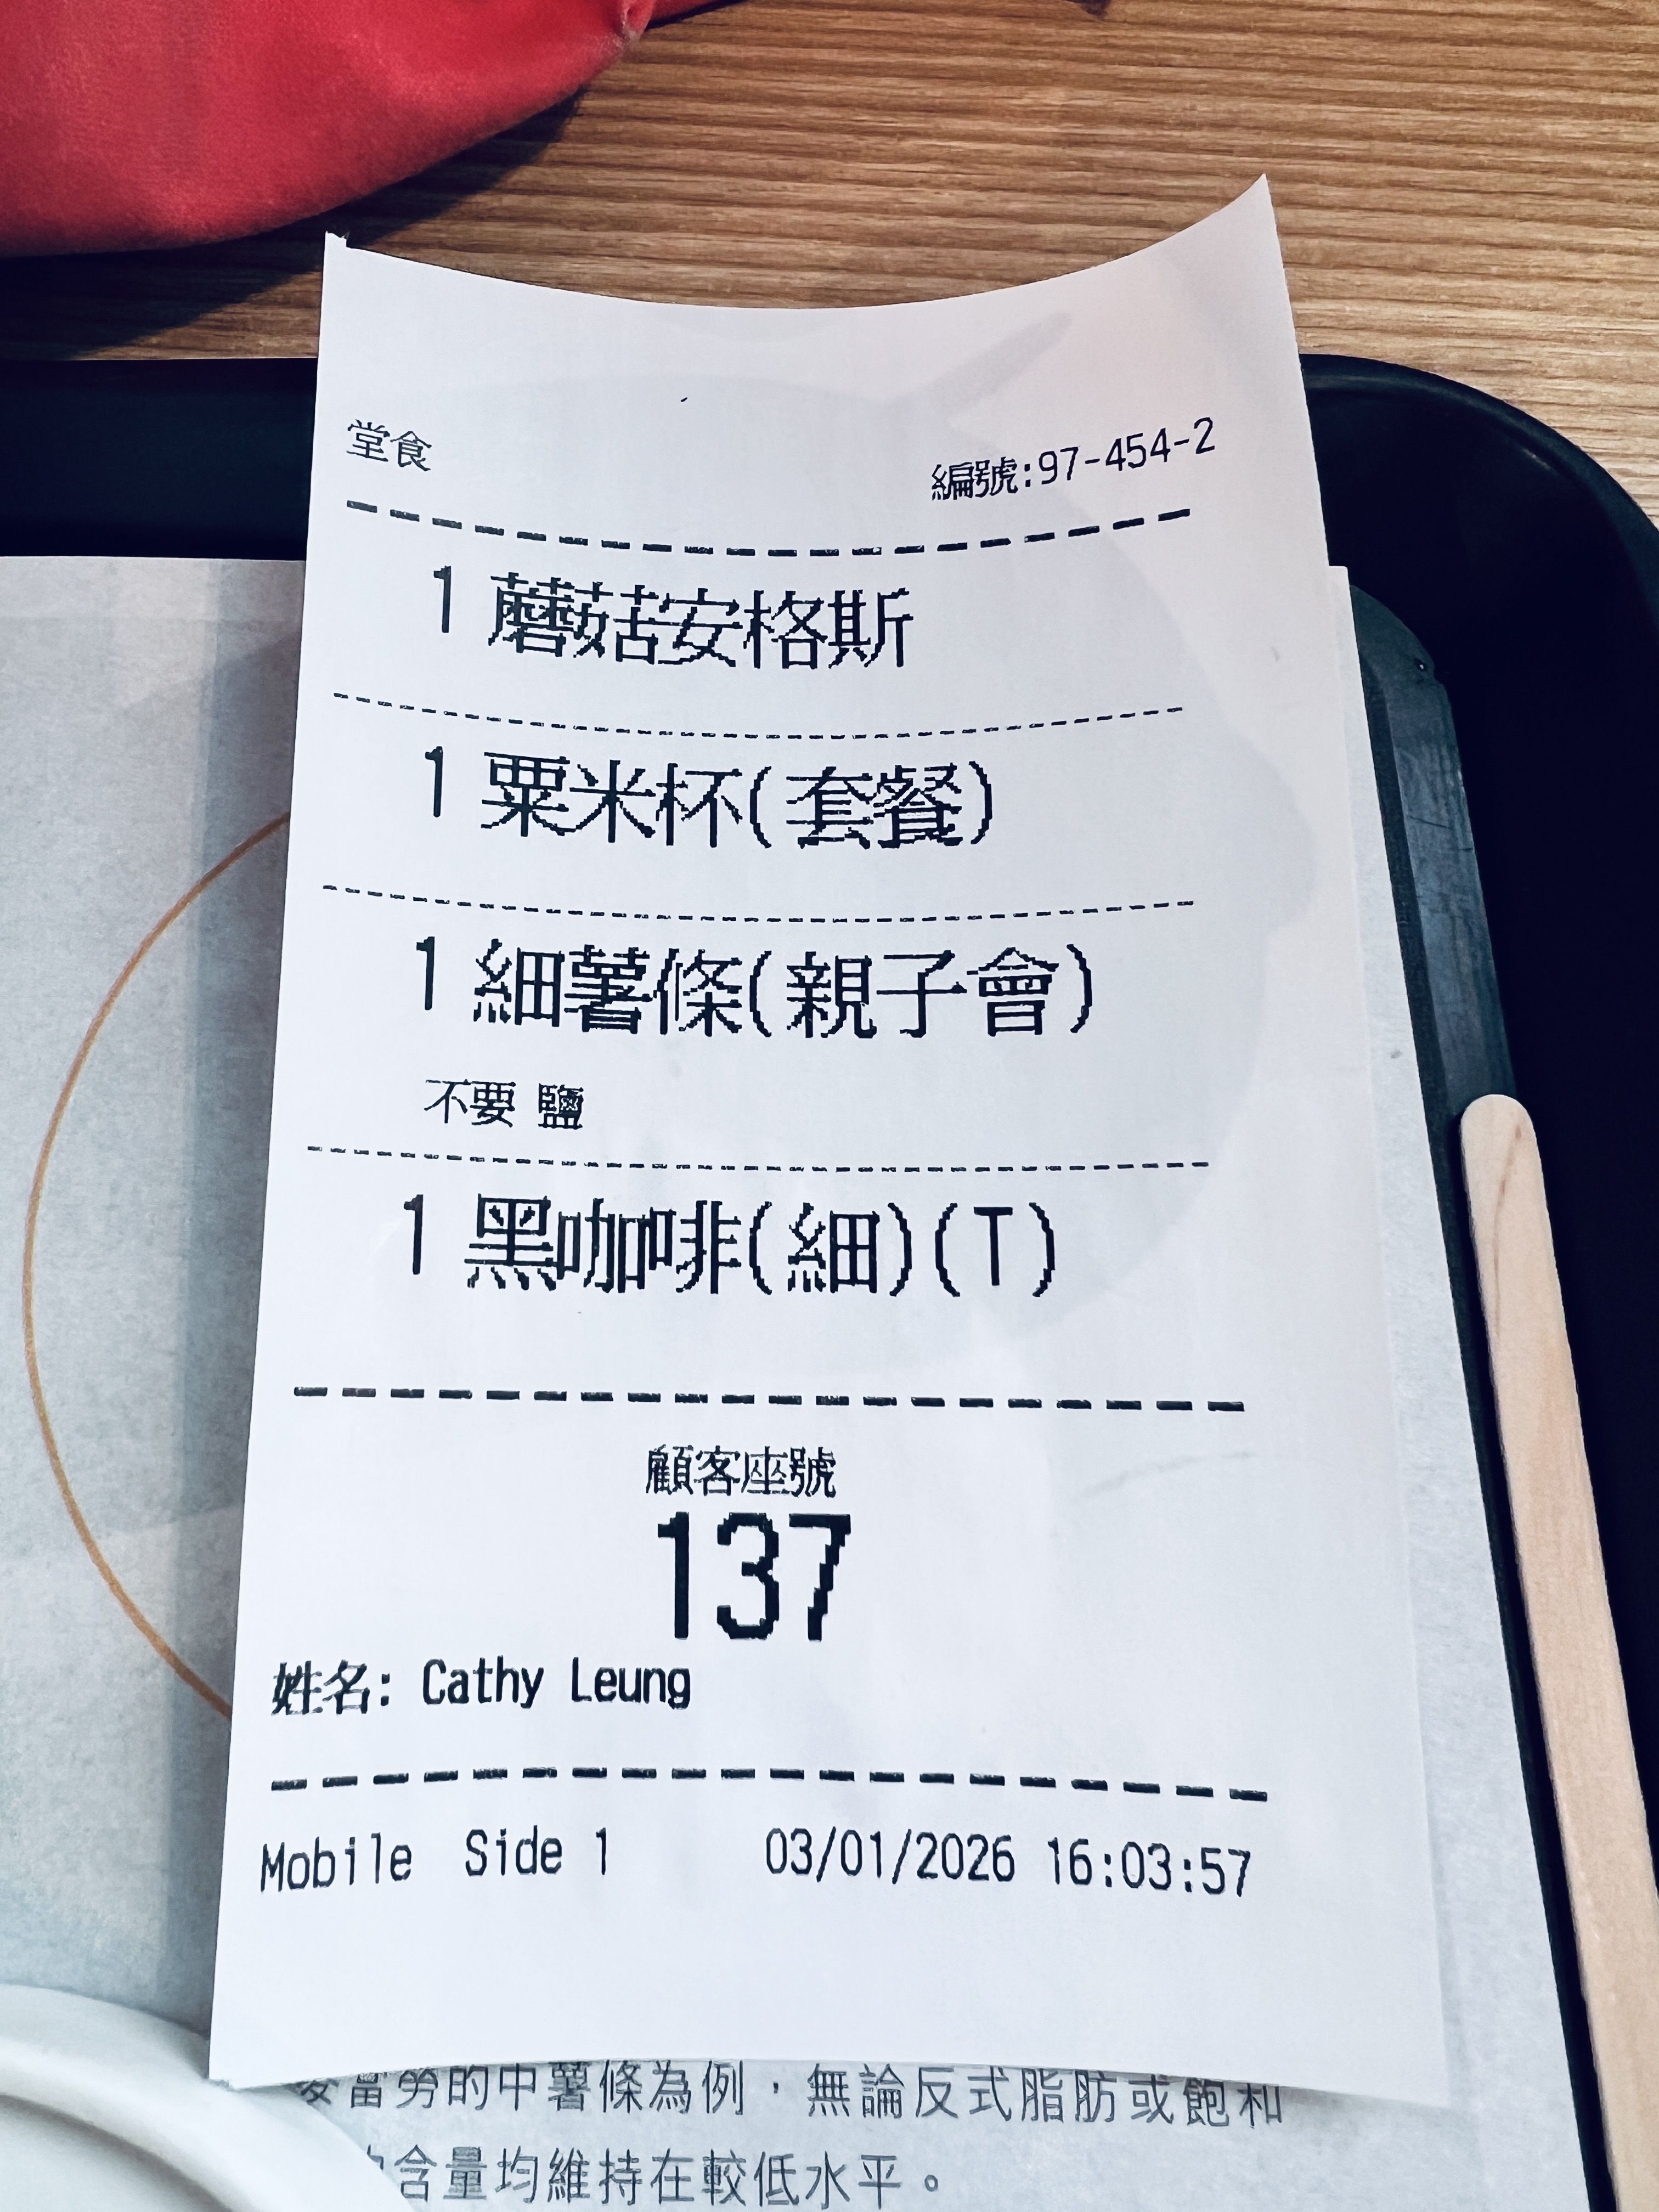 堂食
編號:97-454-2
1 蘑菇安格斯
1 粟米杯(套餐)
1 細薯條(親子會)
不要 鹽
1 黑咖啡(細)(T)
顧客座號
137
姓名: Cathy Leung
Mobile Side 1 03/01/2026 16:03:57
麥當勞的中薯條為例，無論反式脂肪或飽和
含量均維持在較低水平。